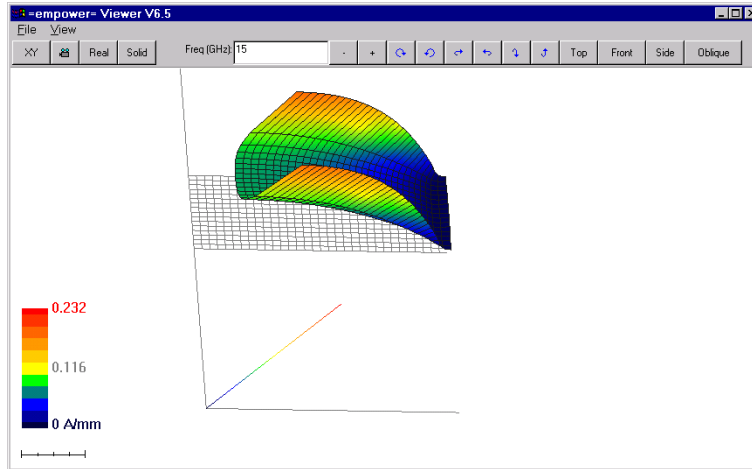 =empower= Viewer V6.5
File View
XY Real Solid Freq (GHz): 15 - + Top Front Side Oblique
0.232
0.116
0 A/mm